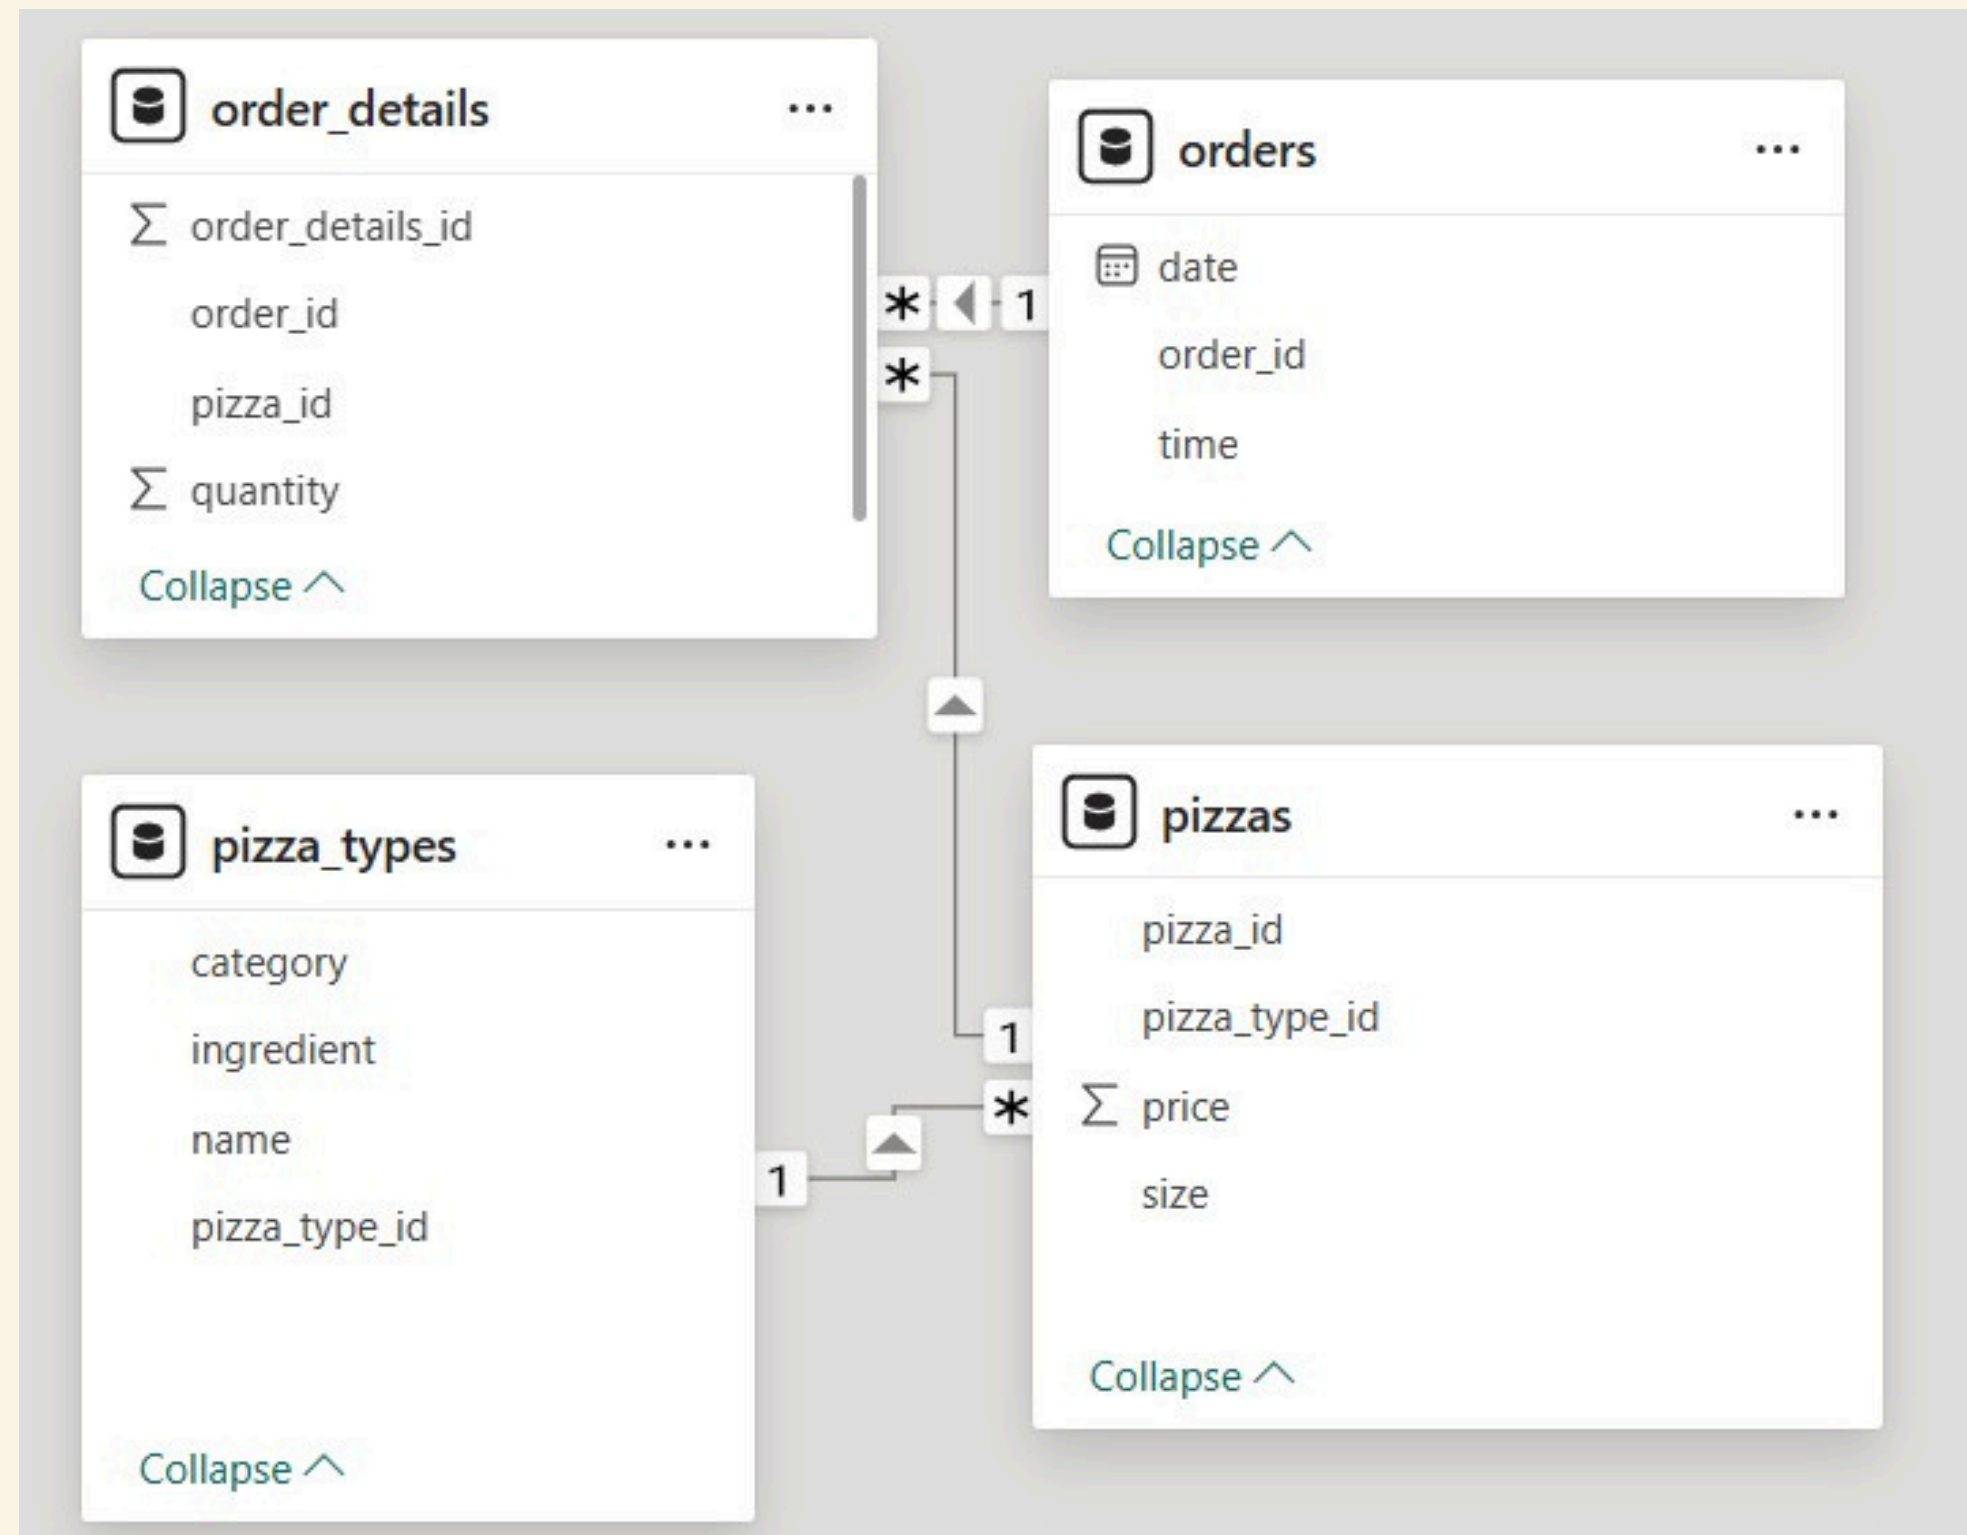 order_details ...
order_details_id
order_id
pizza_id
quantity
Collapse
orders ...
date
order_id
time
Collapse
* 1
*
1
*
1
pizza_types ...
category
ingredient
name
pizza_type_id
Collapse
pizzas ...
pizza_id
pizza_type_id
price
size
Collapse